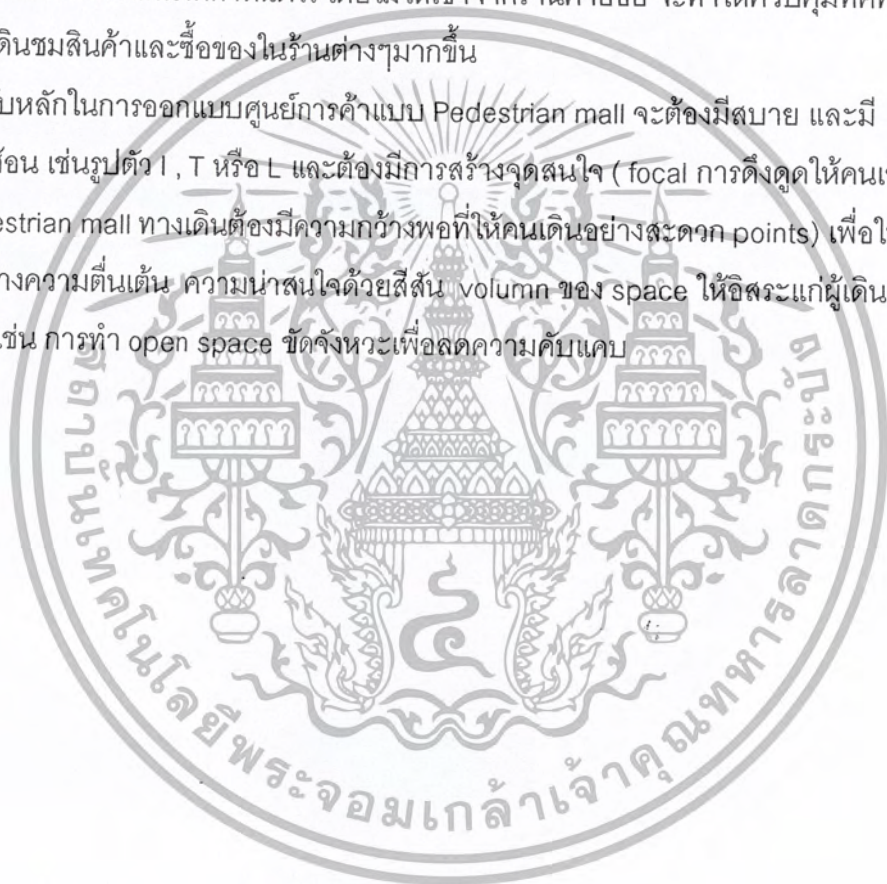 เดินชมสินค้าและซื้อของในร้านต่างๆมากขึ้น
บหลักในการออกแบบศูนย์การค้าแบบ Pedestrian mall จะต้องมีสบาย และมี
ซ้อน เช่นรูปตัว I , T หรือ L และต้องมีการสร้างจุดสนใจ ( focal การดึงดูดให้คนเ
estrian mall ทางเดินต้องมีความกว้างพอที่ให้คนเดินอย่างสะดวก points) เพื่อใ
างความตื่นเต้น ความน่าสนใจด้วยสีสัน volumn ของ space ให้อิสระแก่ผู้เดิน
เช่น การทำ open space ขัดจังหวะเพื่อลดความคับแคบ
สถาบันเทคโนโลยีพระจอมเกล้าเจ้าคุณทหารลาดกระบัง